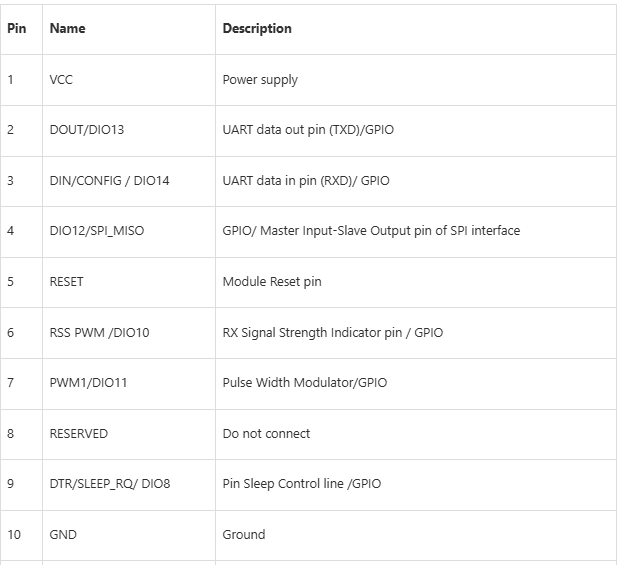 Pin Name Description
1 VCC Power supply
2 DOUT/DIO13 UART data out pin (TXD)/GPIO
3 DIN/CONFIG / DIO14 UART data in pin (RXD)/ GPIO
4 DIO12/SPI_MISO GPIO/ Master Input-Slave Output pin of SPI interface
5 RESET Module Reset pin
6 RSS PWM /DIO10 RX Signal Strength Indicator pin / GPIO
7 PWM1/DIO11 Pulse Width Modulator/GPIO
8 RESERVED Do not connect
9 DTR/SLEEP_RQ/ DIO8 Pin Sleep Control line /GPIO
10 GND Ground